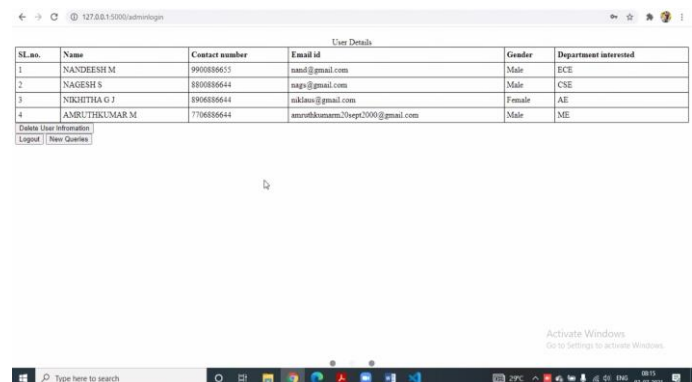 127.0.0.1:5000/adminlogin
User Details
SL.no. Name Contact number Email id Gender Department interested
1 NANDEESH M 9900886655 nand@gmail.com Male ECE
2 NAGESH S 8800886644 nags@gmail.com Male CSE
3 NIKHITHA G J 8906886644 niklaus@gmail.com Female AE
4 AMRUTHKUMAR M 7706886644 amruthkumarm20sept2000@gmail.com Male ME
Delete User Infromation
Logout New Queries
Activate Windows
Go to Settings to activate Windows.
Type here to search 29°C ENG 08:15